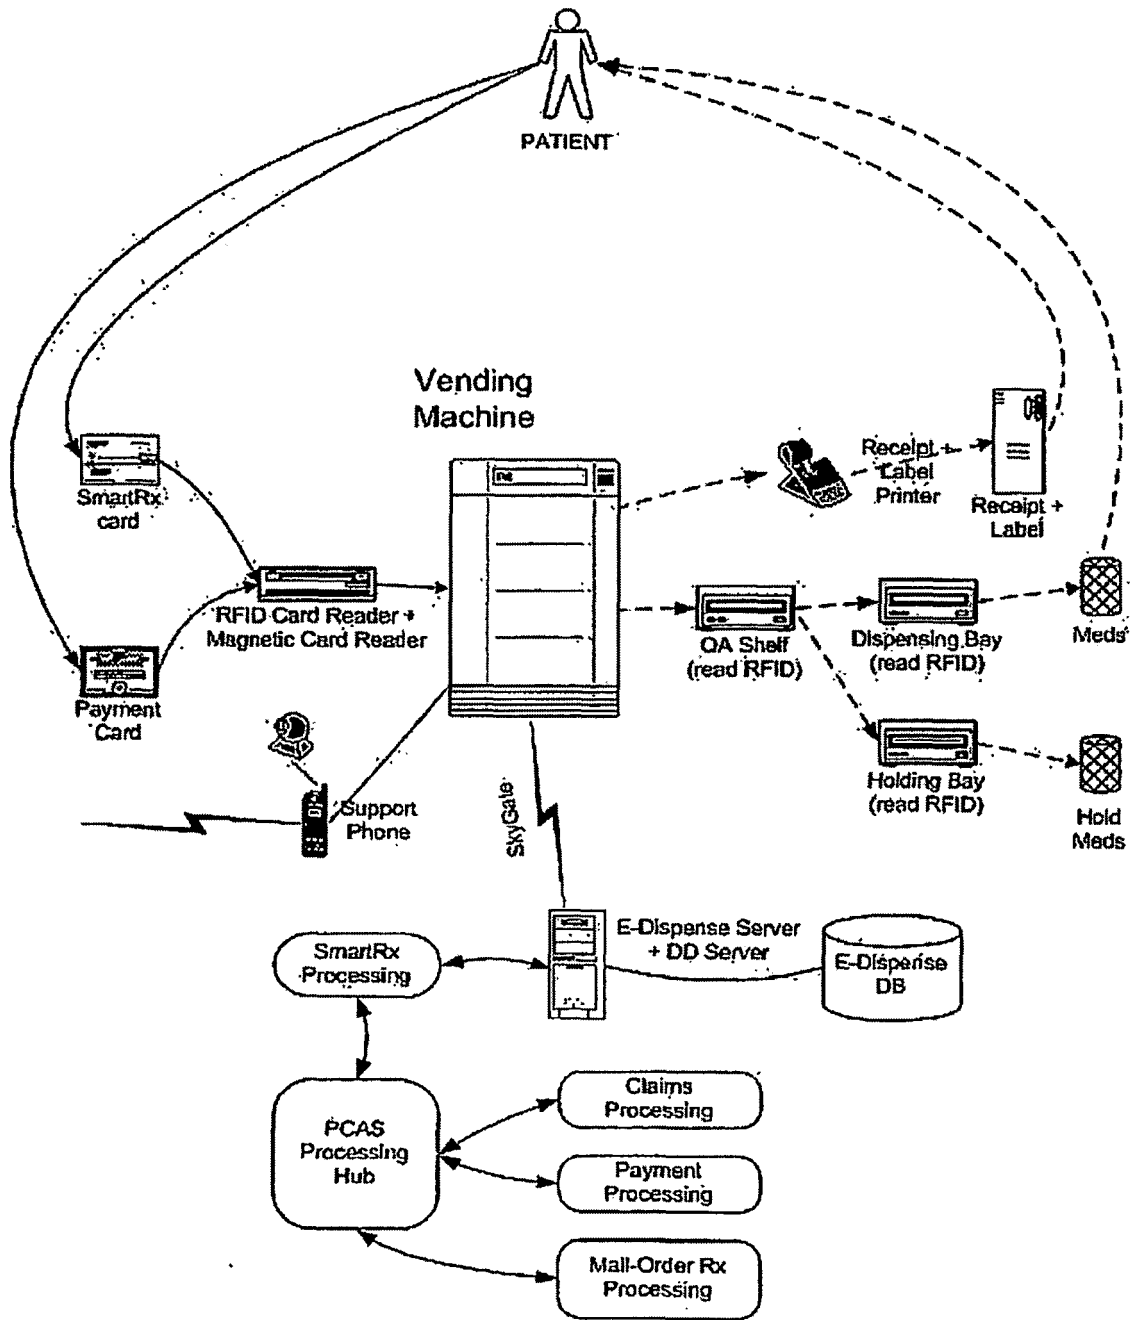 PATIENT
Vending
Machine
SmartRx
card
RFID Card Reader +
Magnetic Card Reader
Payment
Card
Support
Phone
SkyGate
Receipt +
Label
Printer
Receipt +
Label
QA Shelf
(read RFID)
Dispensing Bay
(read RFID)
Meds
Holding Bay
(read RFID)
Hold
Meds
E-Dispense Server
+ DD Server
E-Dispense
DB
SmartRx
Processing
PCAS
Processing
Hub
Claims
Processing
Payment
Processing
Mail-Order Rx
Processing